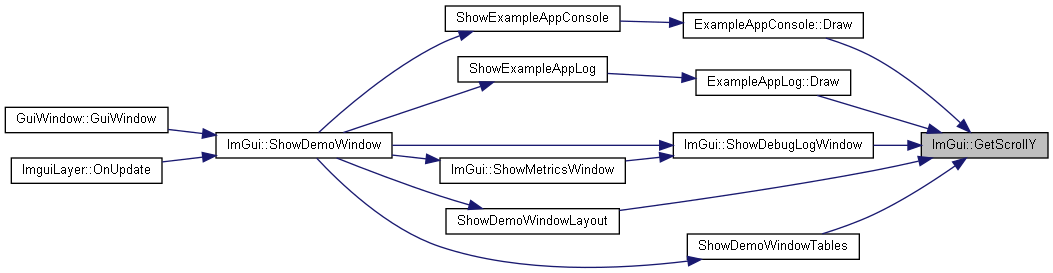 ShowExampleAppConsole
ExampleAppConsole::Draw
ShowExampleAppLog
ExampleAppLog::Draw
GuiWindow::GuiWindow
ImGui::ShowDemoWindow
ImGui::ShowDebugLogWindow
ImGui::GetScrollY
ImguiLayer::OnUpdate
ImGui::ShowMetricsWindow
ShowDemoWindowLayout
ShowDemoWindowTables